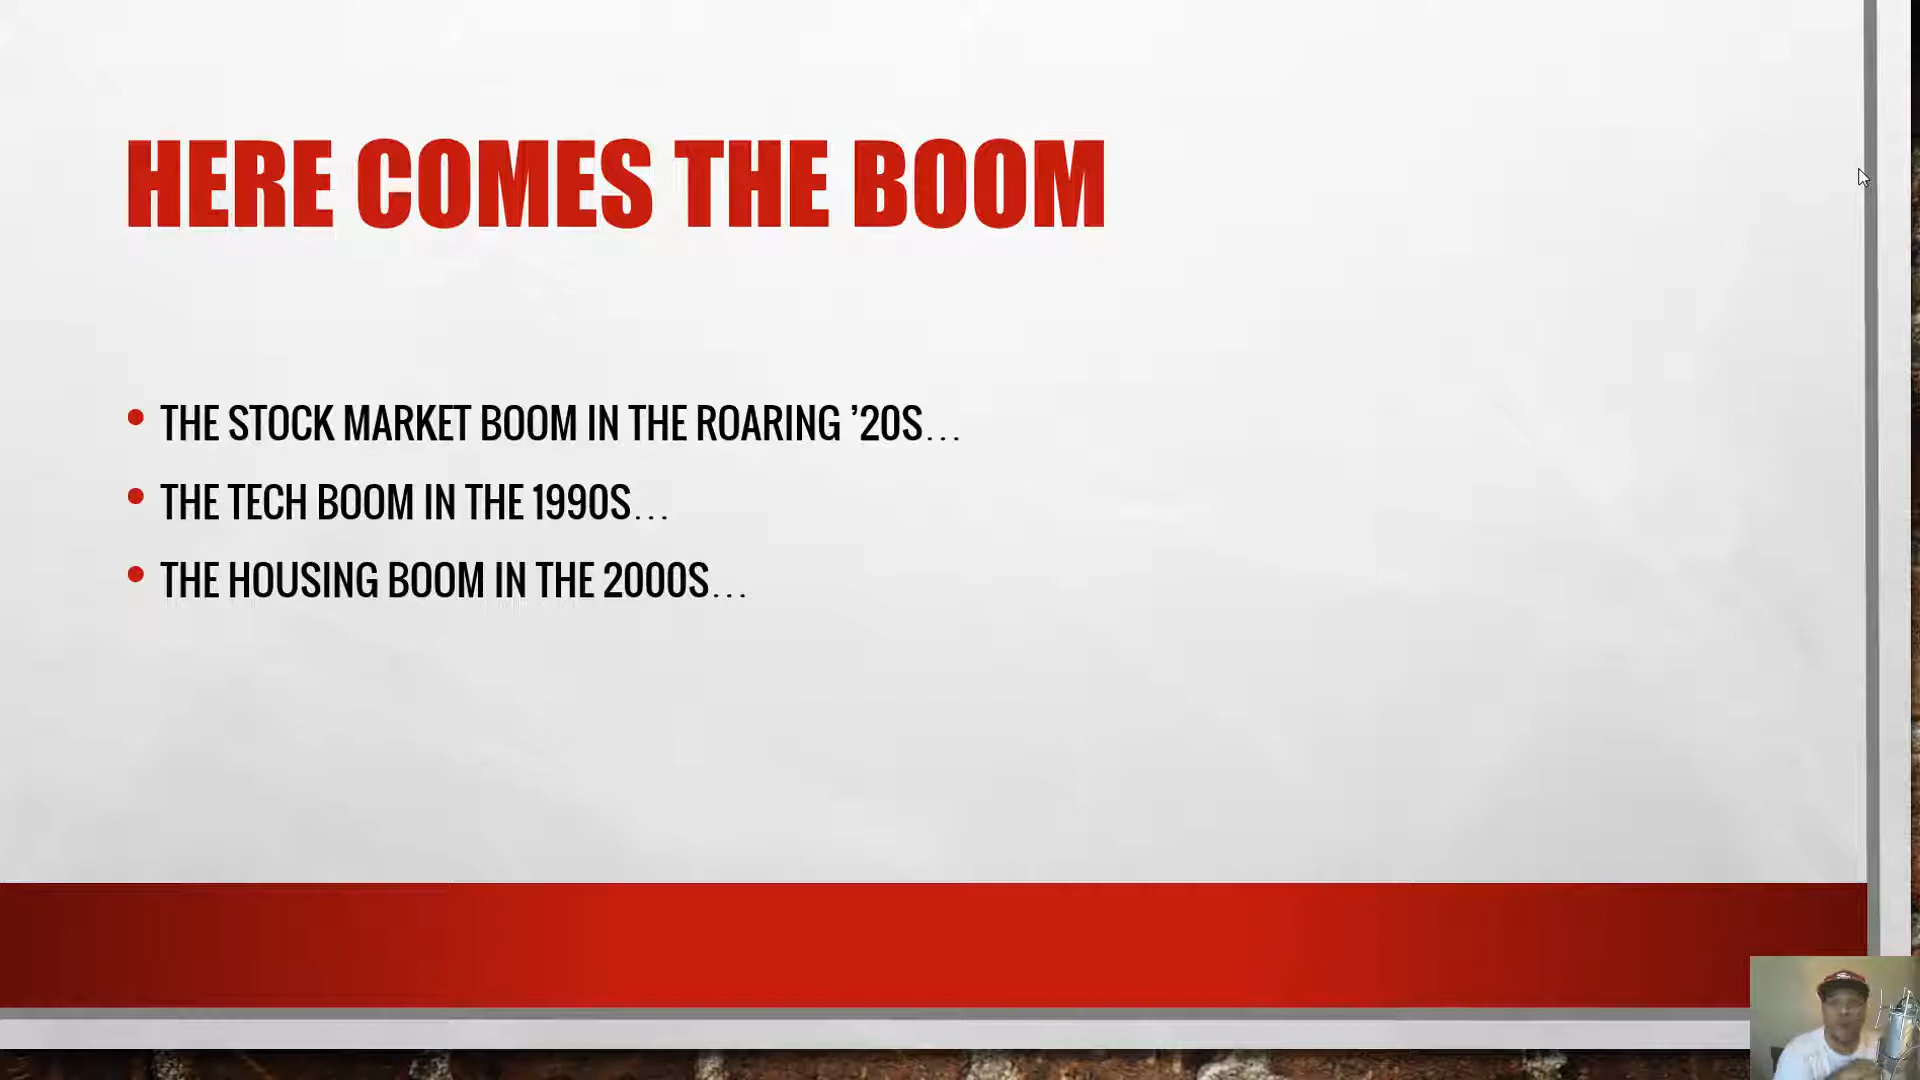 HERE COMES THE BOOM
• THE STOCK MARKET BOOM IN THE ROARING ’20S…
• THE TECH BOOM IN THE 1990S…
• THE HOUSING BOOM IN THE 2000S…